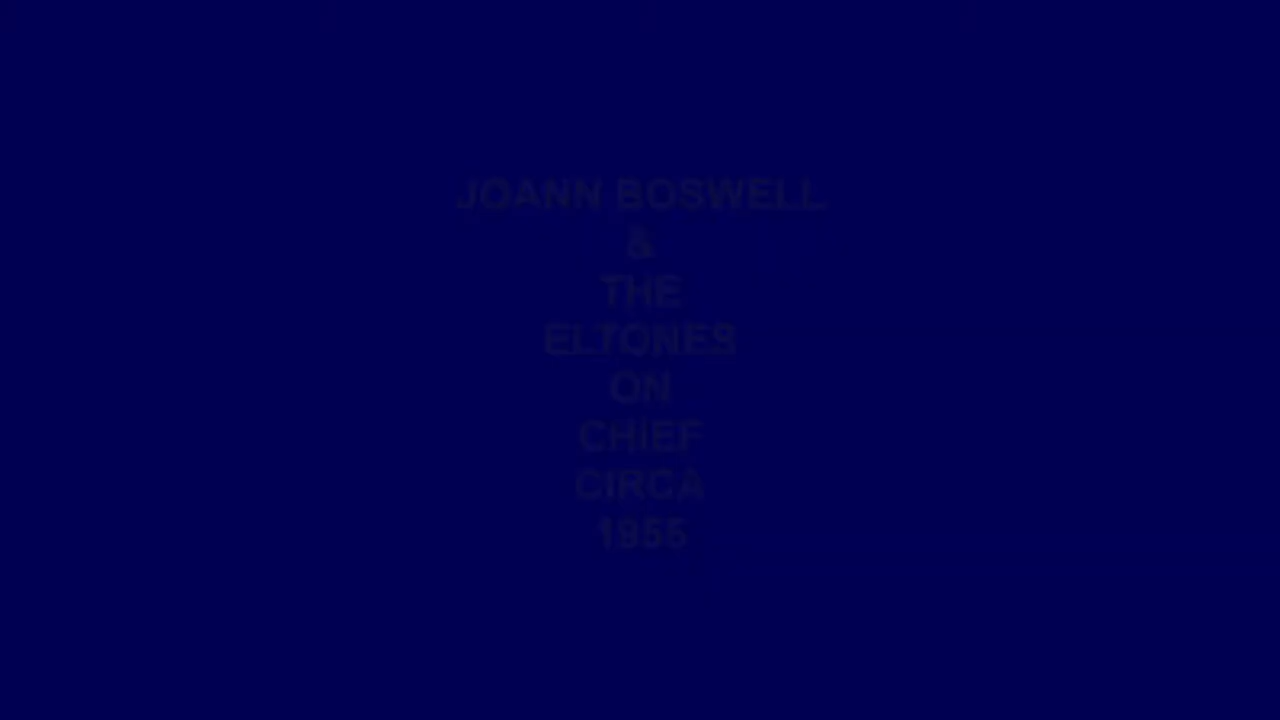 JOANN BOSWELL
&
THE
ELTONES
ON
CHIEF
CIRCA
1955